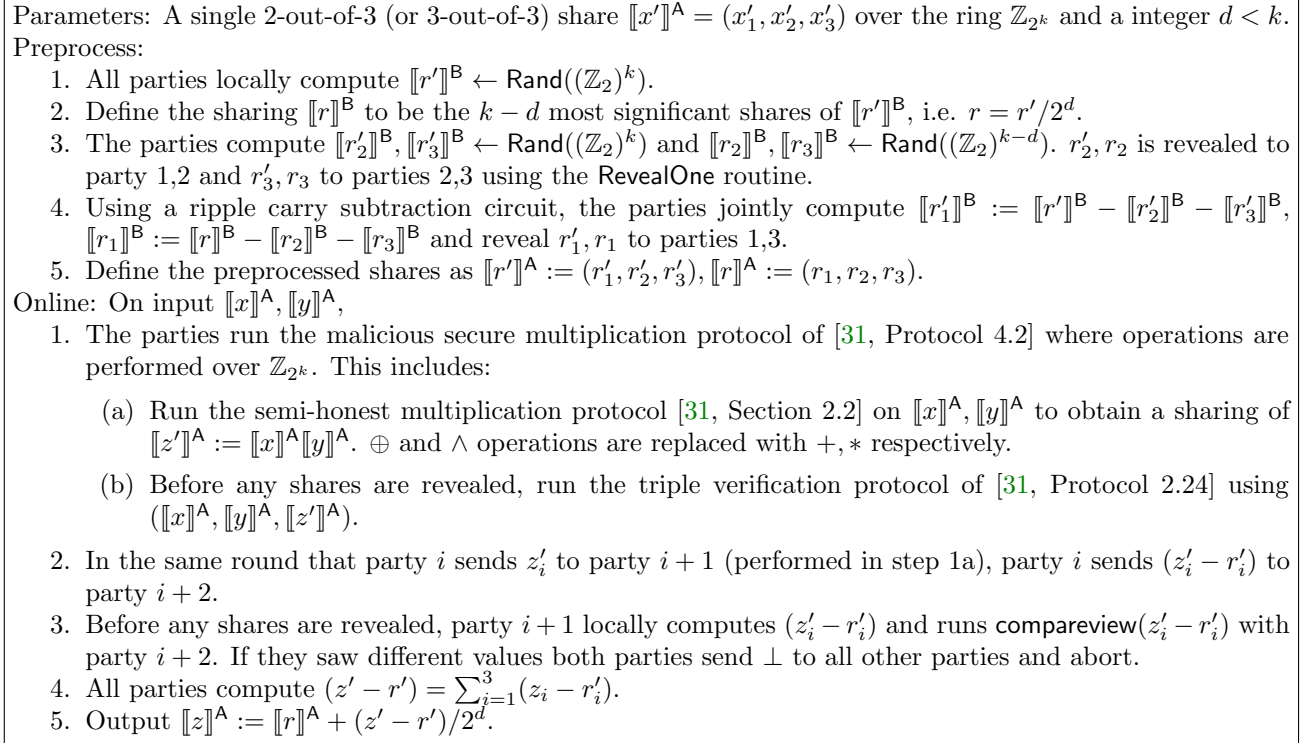 Parameters: A single 2-out-of-3 (or 3-out-of-3) share ⟦x′⟧^A = (x′_1, x′_2, x′_3) over the ring ℤ_{2^k} and a integer d < k.
Preprocess:
1. All parties locally compute ⟦r′⟧^B ← Rand((ℤ_2)^k).
2. Define the sharing ⟦r⟧^B to be the k − d most significant shares of ⟦r′⟧^B, i.e. r = r′/2^d.
3. The parties compute ⟦r′_2⟧^B, ⟦r′_3⟧^B ← Rand((ℤ_2)^k) and ⟦r_2⟧^B, ⟦r_3⟧^B ← Rand((ℤ_2)^{k−d}). r′_2, r_2 is revealed to
party 1,2 and r′_3, r_3 to parties 2,3 using the RevealOne routine.
4. Using a ripple carry subtraction circuit, the parties jointly compute ⟦r′_1⟧^B := ⟦r′⟧^B − ⟦r′_2⟧^B − ⟦r′_3⟧^B,
⟦r_1⟧^B := ⟦r⟧^B − ⟦r_2⟧^B − ⟦r_3⟧^B and reveal r′_1, r_1 to parties 1,3.
5. Define the preprocessed shares as ⟦r′⟧^A := (r′_1, r′_2, r′_3), ⟦r⟧^A := (r_1, r_2, r_3).
Online: On input ⟦x⟧^A, ⟦y⟧^A,
1. The parties run the malicious secure multiplication protocol of [31, Protocol 4.2] where operations are
performed over ℤ_{2^k}. This includes:
(a) Run the semi-honest multiplication protocol [31, Section 2.2] on ⟦x⟧^A, ⟦y⟧^A to obtain a sharing of
⟦z′⟧^A := ⟦x⟧^A⟦y⟧^A. ⊕ and ∧ operations are replaced with +, ∗ respectively.
(b) Before any shares are revealed, run the triple verification protocol of [31, Protocol 2.24] using
(⟦x⟧^A, ⟦y⟧^A, ⟦z′⟧^A).
2. In the same round that party i sends z′_i to party i + 1 (performed in step 1a), party i sends (z′_i − r′_i) to
party i + 2.
3. Before any shares are revealed, party i + 1 locally computes (z′_i − r′_i) and runs compareview(z′_i − r′_i) with
party i + 2. If they saw different values both parties send ⊥ to all other parties and abort.
4. All parties compute (z′ − r′) = ∑_{i=1}^3(z_i − r′_i).
5. Output ⟦z⟧^A := ⟦r⟧^A + (z′ − r′)/2^d.